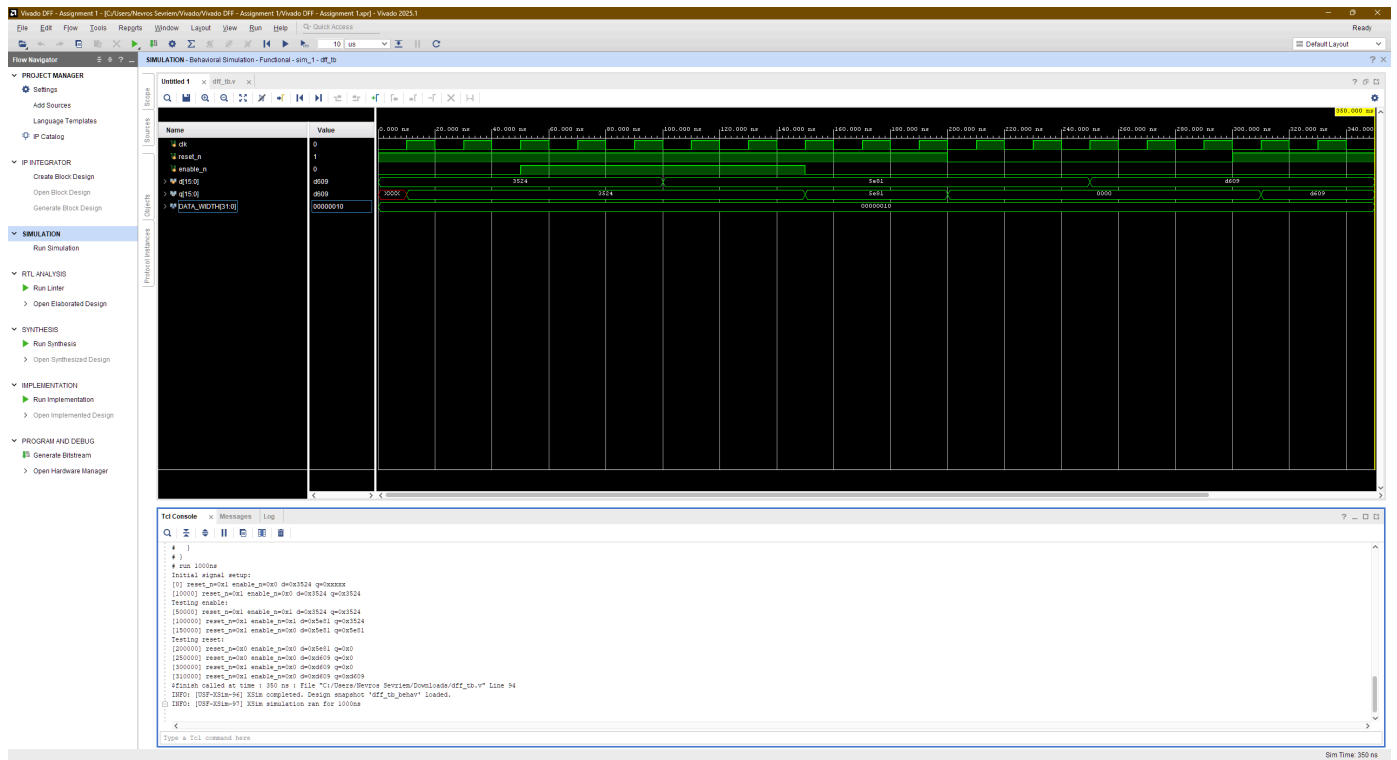 Vivado DFF - Assignment 1 - [C:/Users/Nevros Sevriem/Vivado/Vivado DFF - Assignment 1/Vivado DFF - Assignment 1.xpr] - Vivado 2025.1
File Edit Flow Tools Reports Window Layout View Run Help Quick Access
Ready
10 us
Default Layout
Flow Navigator
SIMULATION - Behavioral Simulation - Functional - sim_1 - dff_tb
PROJECT MANAGER
Settings
Add Sources
Language Templates
IP Catalog
IP INTEGRATOR
Create Block Design
Open Block Design
Generate Block Design
SIMULATION
Run Simulation
RTL ANALYSIS
Run Linter
Open Elaborated Design
SYNTHESIS
Run Synthesis
Open Synthesized Design
IMPLEMENTATION
Run Implementation
Open Implemented Design
PROGRAM AND DEBUG
Generate Bitstream
Open Hardware Manager
Scope
Sources
Objects
Protocol Instances
Untitled 1 dff_tb.v
350.000 ns
Name Value
0.000 ns 20.000 ns 40.000 ns 60.000 ns 80.000 ns 100.000 ns 120.000 ns 140.000 ns 160.000 ns 180.000 ns 200.000 ns 220.000 ns 240.000 ns 260.000 ns 280.000 ns 300.000 ns 320.000 ns 340.000
clk 0
reset_n 1
enable_n 0
d[15:0] d609 3524 5e81 d609
q[15:0] d609 XXXX 3524 5e81 0000 d609
DATA_WIDTH[31:0] 00000010 00000010
Tcl Console Messages Log
# }
# }
# run 1000ns
Initial signal setup:
[0] reset_n=0x1 enable_n=0x0 d=0x3524 q=0xxxxx
[10000] reset_n=0x1 enable_n=0x0 d=0x3524 q=0x3524
Testing enable:
[50000] reset_n=0x1 enable_n=0x1 d=0x3524 q=0x3524
[100000] reset_n=0x1 enable_n=0x1 d=0x5e81 q=0x3524
[150000] reset_n=0x1 enable_n=0x0 d=0x5e81 q=0x5e81
Testing reset:
[200000] reset_n=0x0 enable_n=0x0 d=0x5e81 q=0x0
[250000] reset_n=0x0 enable_n=0x0 d=0xd609 q=0x0
[300000] reset_n=0x1 enable_n=0x0 d=0xd609 q=0x0
[310000] reset_n=0x1 enable_n=0x0 d=0xd609 q=0xd609
$finish called at time : 350 ns : File "C:/Users/Nevros Sevriem/Downloads/dff_tb.v" Line 94
INFO: [USF-XSim-96] XSim completed. Design snapshot 'dff_tb_behav' loaded.
INFO: [USF-XSim-97] XSim simulation ran for 1000ns
Type a Tcl command here
Sim Time: 350 ns